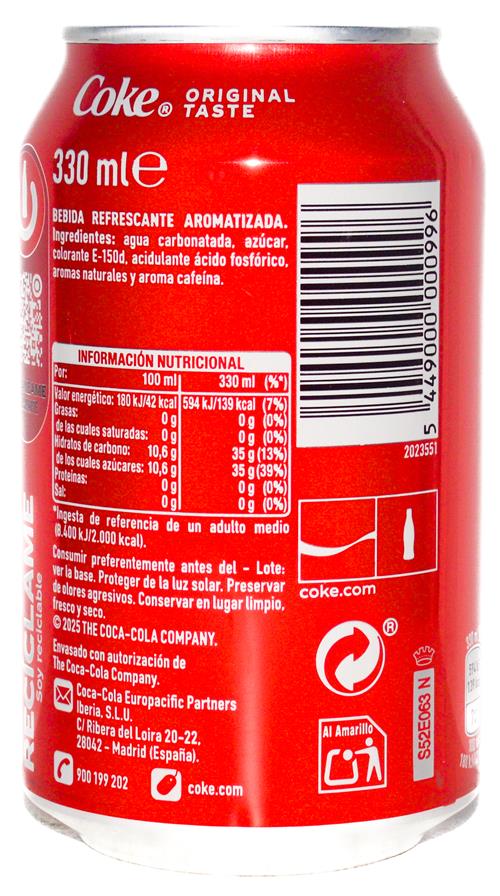 Coke® ORIGINAL
TASTE
330 ml e
BEBIDA REFRESCANTE AROMATIZADA.
Ingredientes: agua carbonatada, azúcar,
colorante E-150d, acidulante ácido fosfórico,
aromas naturales y aroma cafeína.
INFORMACIÓN NUTRICIONAL
Por: 100 ml 330 ml (%*)
Valor energético: 180 kJ/42 kcal 594 kJ/139 kcal (7%)
Grasas: 0 g 0 g (0%)
de las cuales saturadas: 0 g 0 g (0%)
Hidratos de carbono: 10,6 g 35 g (13%)
de los cuales azúcares: 10,6 g 35 g (39%)
Proteínas: 0 g 0 g (0%)
Sal: 0 g 0 g (0%)
*Ingesta de referencia de un adulto medio
(8.400 kJ/2.000 kcal).
Consumir preferentemente antes del - Lote:
ver la base. Proteger de la luz solar. Preservar
de olores agresivos. Conservar en lugar limpio,
fresco y seco.
© 2025 THE COCA-COLA COMPANY.
Envasado con autorización de
The Coca-Cola Company.
Coca-Cola Europacific Partners
Iberia, S.L.U.
C/ Ribera del Loira 20-22,
28042 - Madrid (España).
900 199 202
coke.com
5 449000 000996
2023551
coke.com
®
Al Amarillo
S52E063 N
RECICLAME
Soy reciclable